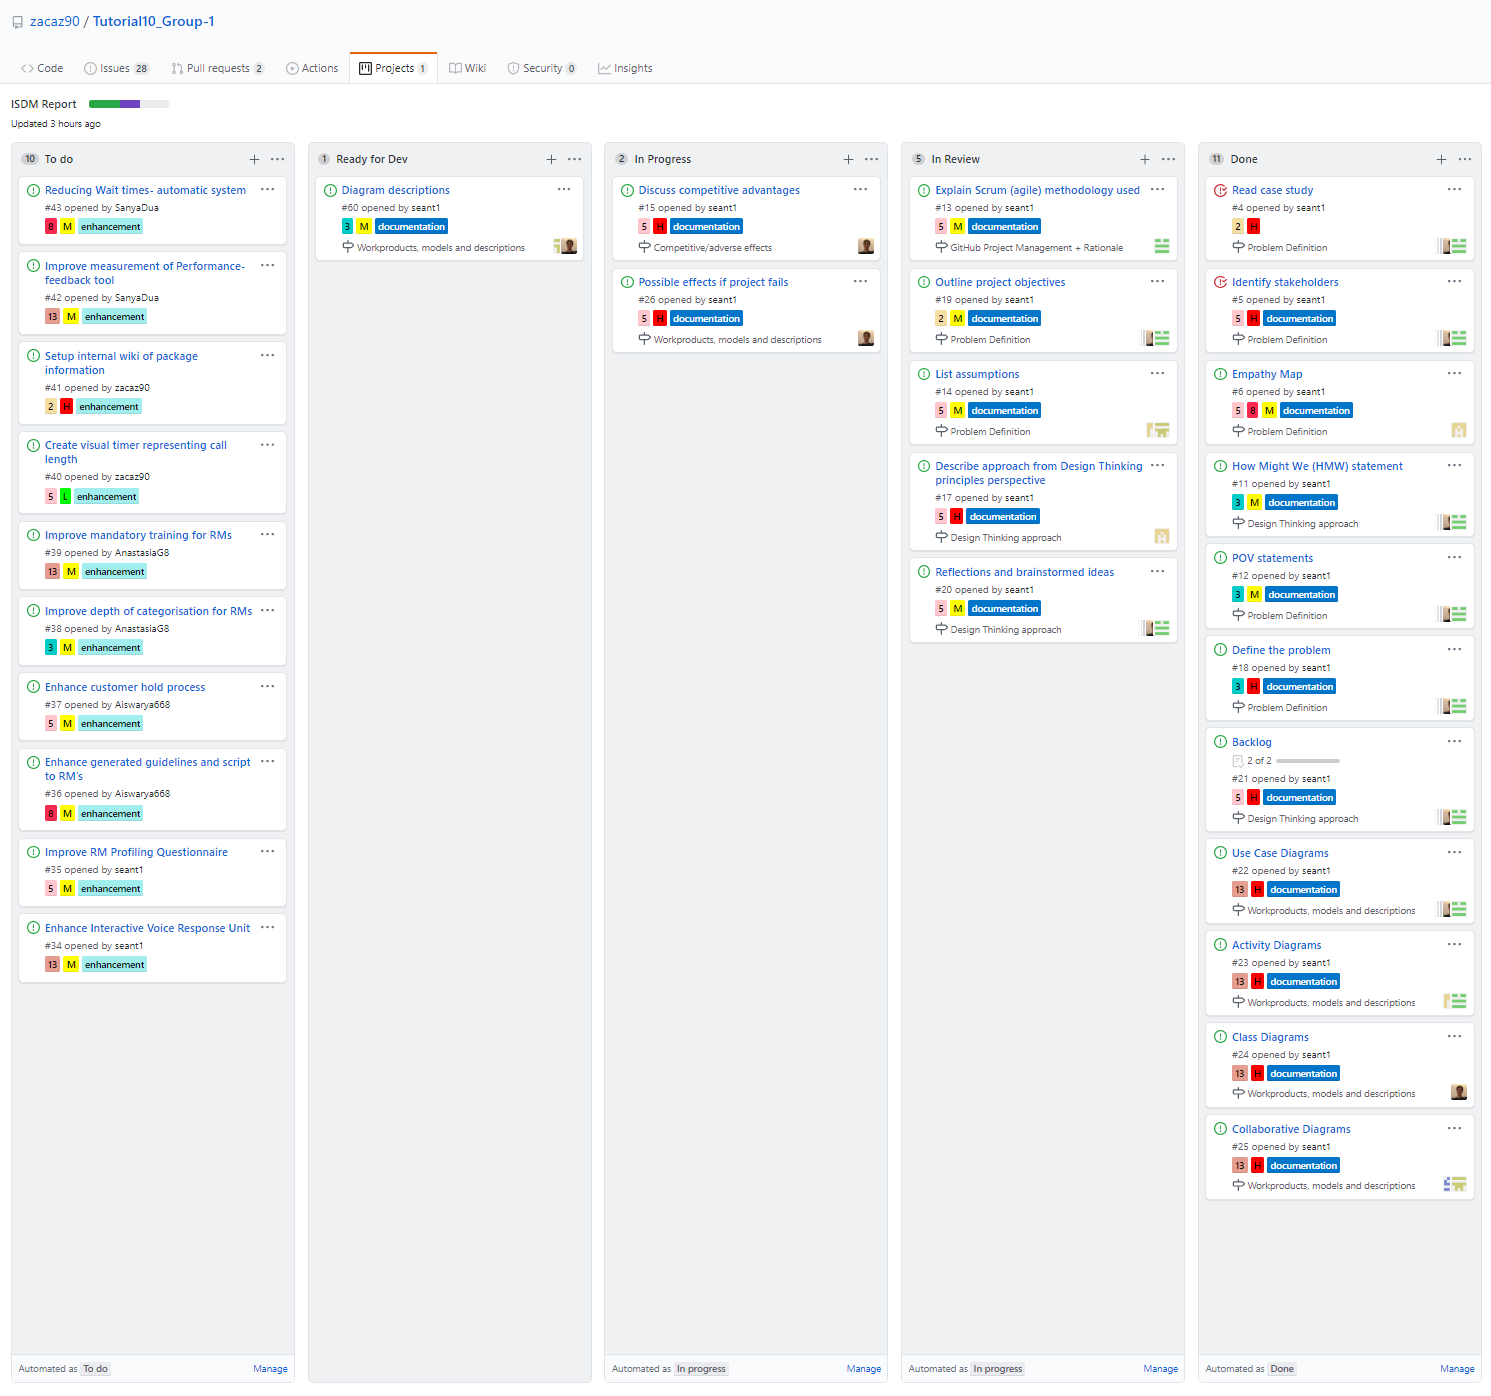 zacaz90 / Tutorial10_Group-1
Code
Issues 28
Pull requests 2
Actions
Projects 1
Wiki
Security 0
Insights
ISDM Report
Updated 3 hours ago
10 To do
Reducing Wait times- automatic system
#43 opened by SanyaDua
8 M enhancement
Improve measurement of Performance-
feedback tool
#42 opened by SanyaDua
13 M enhancement
Setup internal wiki of package
information
#41 opened by zacaz90
2 H enhancement
Create visual timer representing call
length
#40 opened by zacaz90
5 L enhancement
Improve mandatory training for RMs
#39 opened by AnastasiaG8
13 M enhancement
Improve depth of categorisation for RMs
#38 opened by AnastasiaG8
3 M enhancement
Enhance customer hold process
#37 opened by Aiswarya668
5 M enhancement
Enhance generated guidelines and script
to RM's
#36 opened by Aiswarya668
8 M enhancement
Improve RM Profiling Questionnaire
#35 opened by seant1
5 M enhancement
Enhance Interactive Voice Response Unit
#34 opened by seant1
13 M enhancement
Automated as To do
Manage
1 Ready for Dev
Diagram descriptions
#60 opened by seant1
3 M documentation
Workproducts, models and descriptions
2 In Progress
Discuss competitive advantages
#15 opened by seant1
5 H documentation
Competitive/adverse effects
Possible effects if project fails
#26 opened by seant1
5 H documentation
Workproducts, models and descriptions
Automated as In progress
Manage
5 In Review
Explain Scrum (agile) methodology used
#13 opened by seant1
5 M documentation
GitHub Project Management + Rationale
Outline project objectives
#19 opened by seant1
2 M documentation
Problem Definition
List assumptions
#14 opened by seant1
5 M documentation
Problem Definition
Describe approach from Design Thinking
principles perspective
#17 opened by seant1
5 H documentation
Design Thinking approach
Reflections and brainstormed ideas
#20 opened by seant1
5 M documentation
Design Thinking approach
Automated as In progress
Manage
11 Done
Read case study
#4 opened by seant1
2 H
Problem Definition
Identify stakeholders
#5 opened by seant1
5 H documentation
Problem Definition
Empathy Map
#6 opened by seant1
5 8 M documentation
Problem Definition
How Might We (HMW) statement
#11 opened by seant1
3 M documentation
Design Thinking approach
POV statements
#12 opened by seant1
3 M documentation
Problem Definition
Define the problem
#18 opened by seant1
3 H documentation
Problem Definition
Backlog
2 of 2
#21 opened by seant1
5 H documentation
Design Thinking approach
Use Case Diagrams
#22 opened by seant1
13 H documentation
Workproducts, models and descriptions
Activity Diagrams
#23 opened by seant1
13 H documentation
Workproducts, models and descriptions
Class Diagrams
#24 opened by seant1
13 H documentation
Workproducts, models and descriptions
Collaborative Diagrams
#25 opened by seant1
13 H documentation
Workproducts, models and descriptions
Automated as Done
Manage